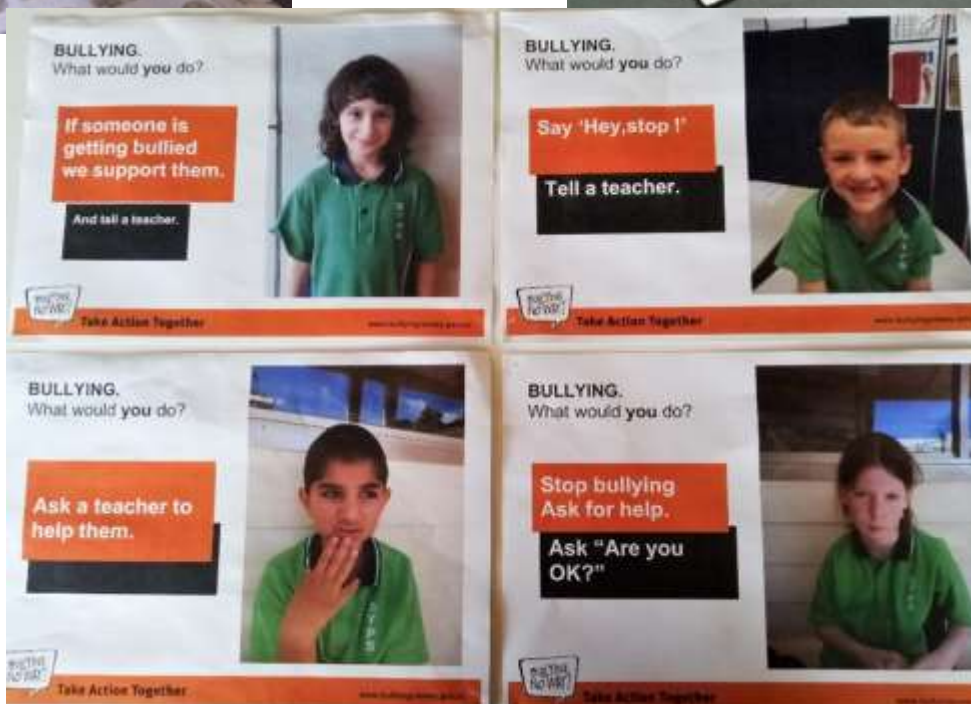 BULLYING.
What would you do?
If someone is
getting bullied
we support them.
And tell a teacher.
Take Action Together
BULLYING.
What would you do?
Say 'Hey,stop !'
Tell a teacher.
Take Action Together
BULLYING.
What would you do?
Ask a teacher to
help them.
Take Action Together
BULLYING.
What would you do?
Stop bullying
Ask for help.
Ask “Are you
OK?”
Take Action Together